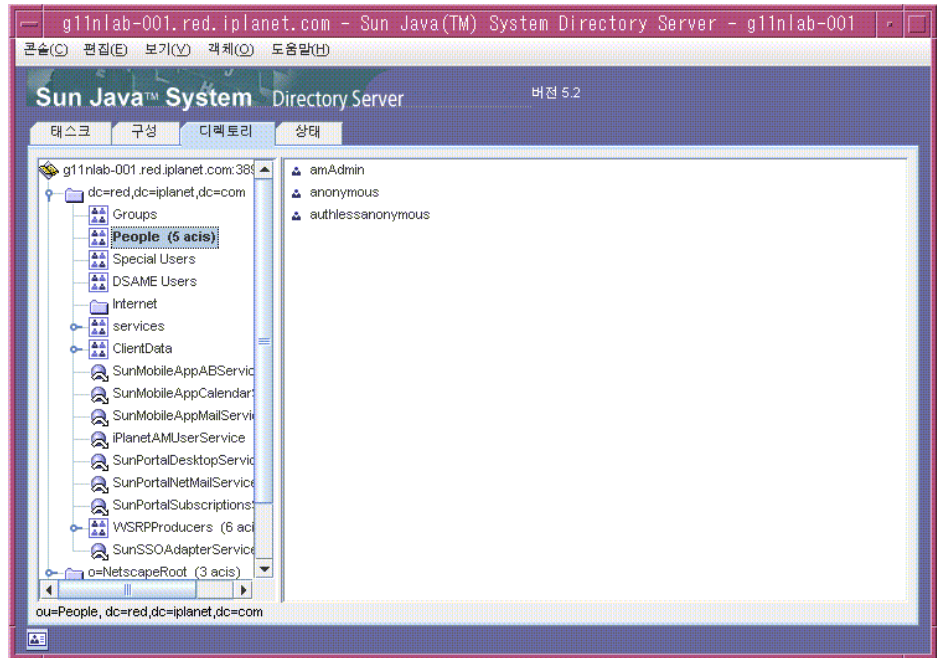 g11nlab-001.red.iplanet.com - Sun Java(TM) System Directory Server - g11nlab-001
콘솔(C) 편집(E) 보기(V) 객체(O) 도움말(H)
Sun Java™ System Directory Server 버전 5.2
태스크 구성 디렉토리 상태
g11nlab-001.red.iplanet.com:389
dc=red,dc=iplanet,dc=com
Groups
People (5 acis)
Special Users
DSAME Users
Internet
services
ClientData
SunMobileAppABServic
SunMobileAppCalendar
SunMobileAppMailServi
iPlanetAMUserService
SunPortalDesktopServic
SunPortalNetMailService
SunPortalSubscriptions
WSRPProducers (6 aci
SunSSOAdapterService
o=NetscapeRoot (3 acis)
amAdmin
anonymous
authlessanonymous
ou=People, dc=red,dc=iplanet,dc=com